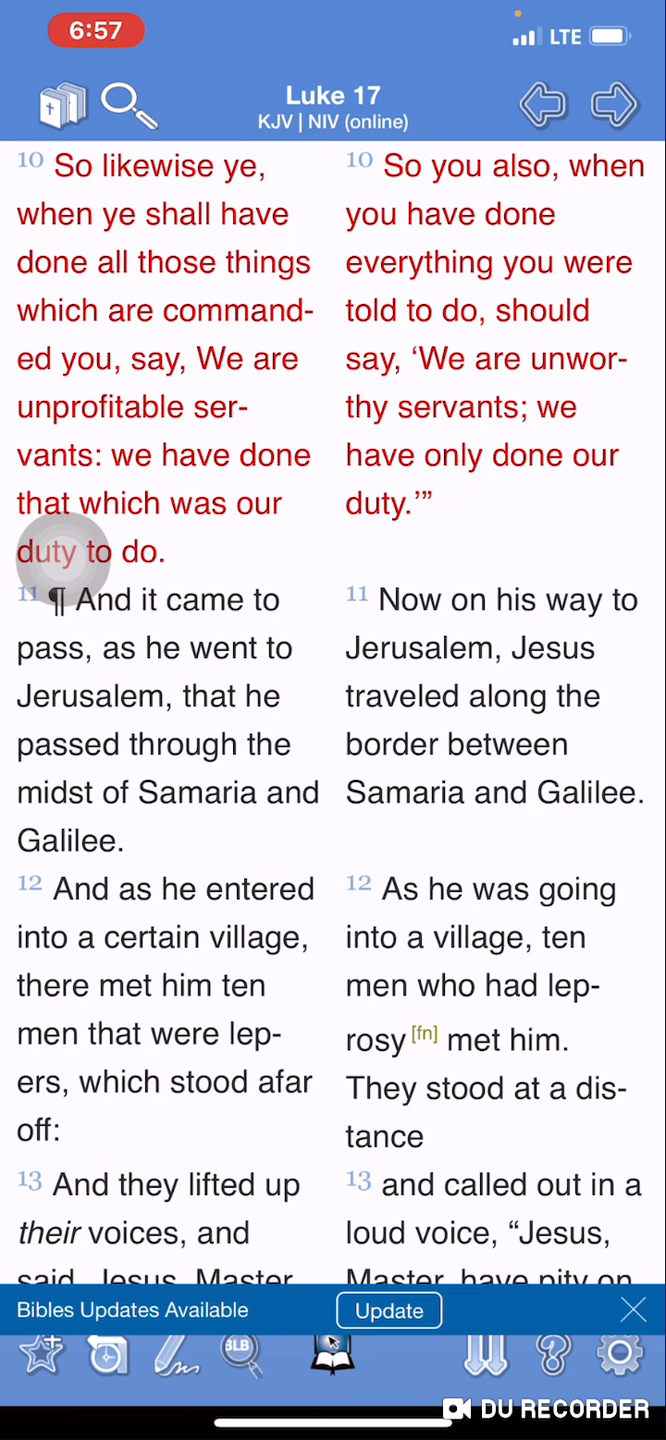 6:57
LTE
Luke 17
KJV | NIV (online)
10 So likewise ye,
when ye shall have
done all those things
which are command-
ed you, say, We are
unprofitable ser-
vants: we have done
that which was our
duty to do.
11 ¶ And it came to
pass, as he went to
Jerusalem, that he
passed through the
midst of Samaria and
Galilee.
12 And as he entered
into a certain village,
there met him ten
men that were lep-
ers, which stood afar
off:
13 And they lifted up
their voices, and
said, Jesus, Master,
10 So you also, when
you have done
everything you were
told to do, should
say, ‘We are unwor-
thy servants; we
have only done our
duty.’”
11 Now on his way to
Jerusalem, Jesus
traveled along the
border between
Samaria and Galilee.
12 As he was going
into a village, ten
men who had lep-
rosy [fn] met him.
They stood at a dis-
tance
13 and called out in a
loud voice, “Jesus,
Master, have pity on
Bibles Updates Available
Update
BLB
DU RECORDER